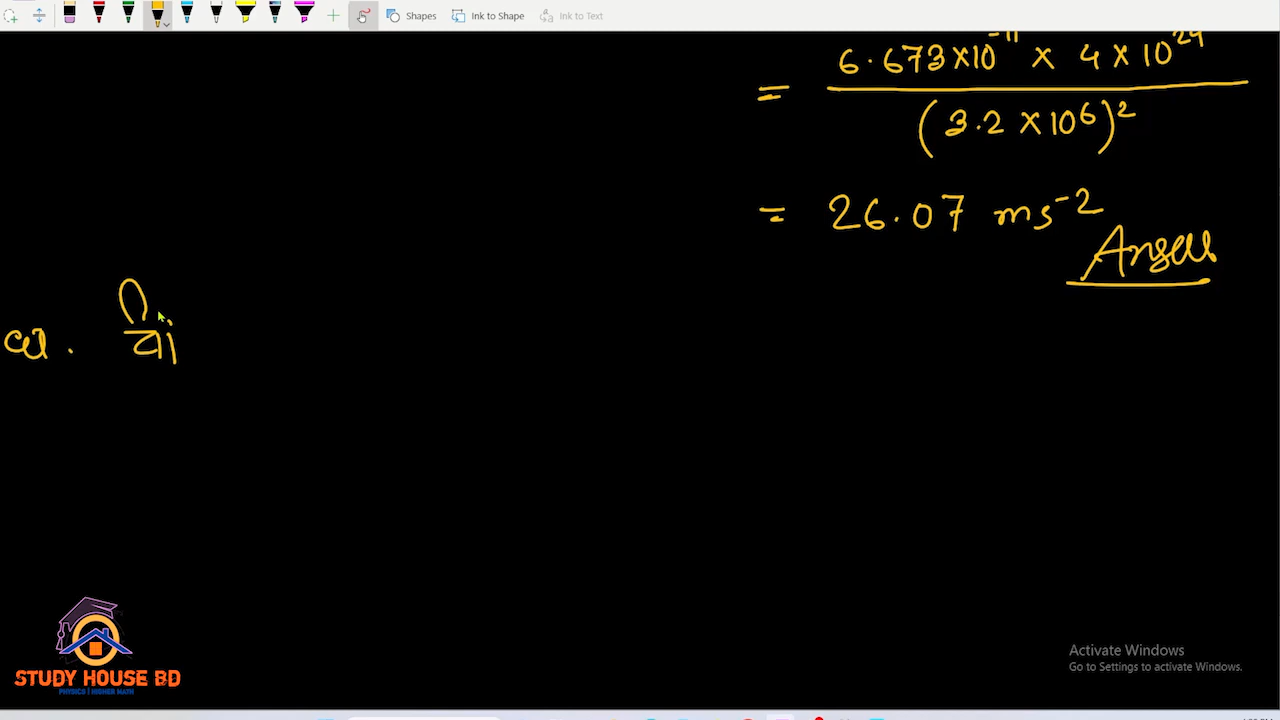 Shapes Ink to Shape Ink to Text
6.673×10⁻¹¹ × 4×10²⁴
=
(3.2 ×10⁶)²
= 26.07 ms⁻²
STUDY HOUSE BD
PHYSICS | HIGHER MATH
Activate Windows
Go to Settings to activate Windows.